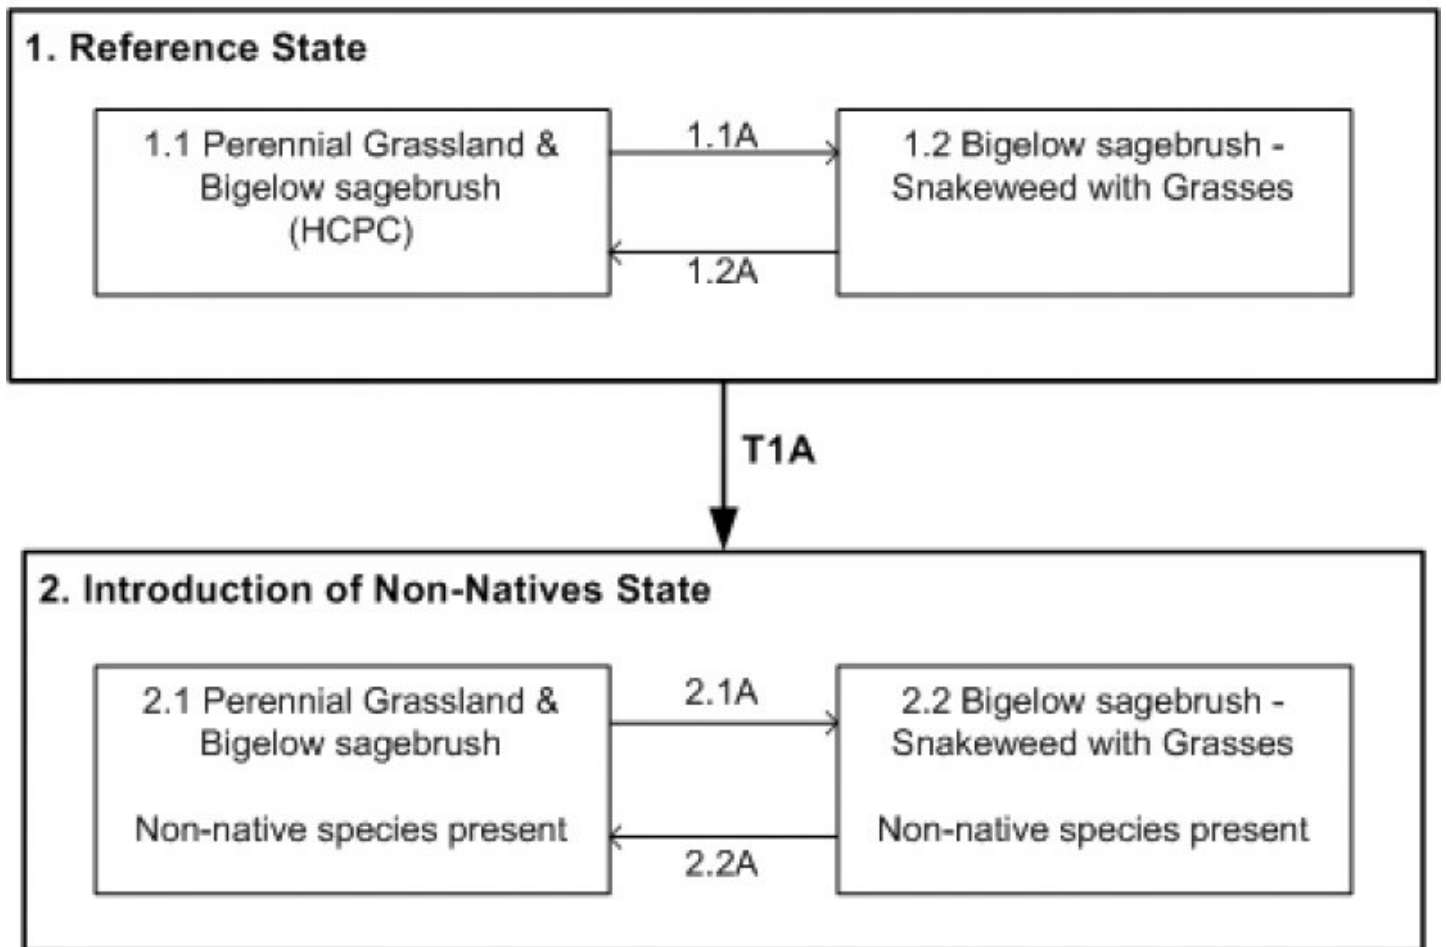 1. Reference State
1.1 Perennial Grassland &
Bigelow sagebrush
(HCPC)
1.1A
1.2A
1.2 Bigelow sagebrush -
Snakeweed with Grasses
T1A
2. Introduction of Non-Natives State
2.1 Perennial Grassland &
Bigelow sagebrush
Non-native species present
2.1A
2.2A
2.2 Bigelow sagebrush -
Snakeweed with Grasses
Non-native species present